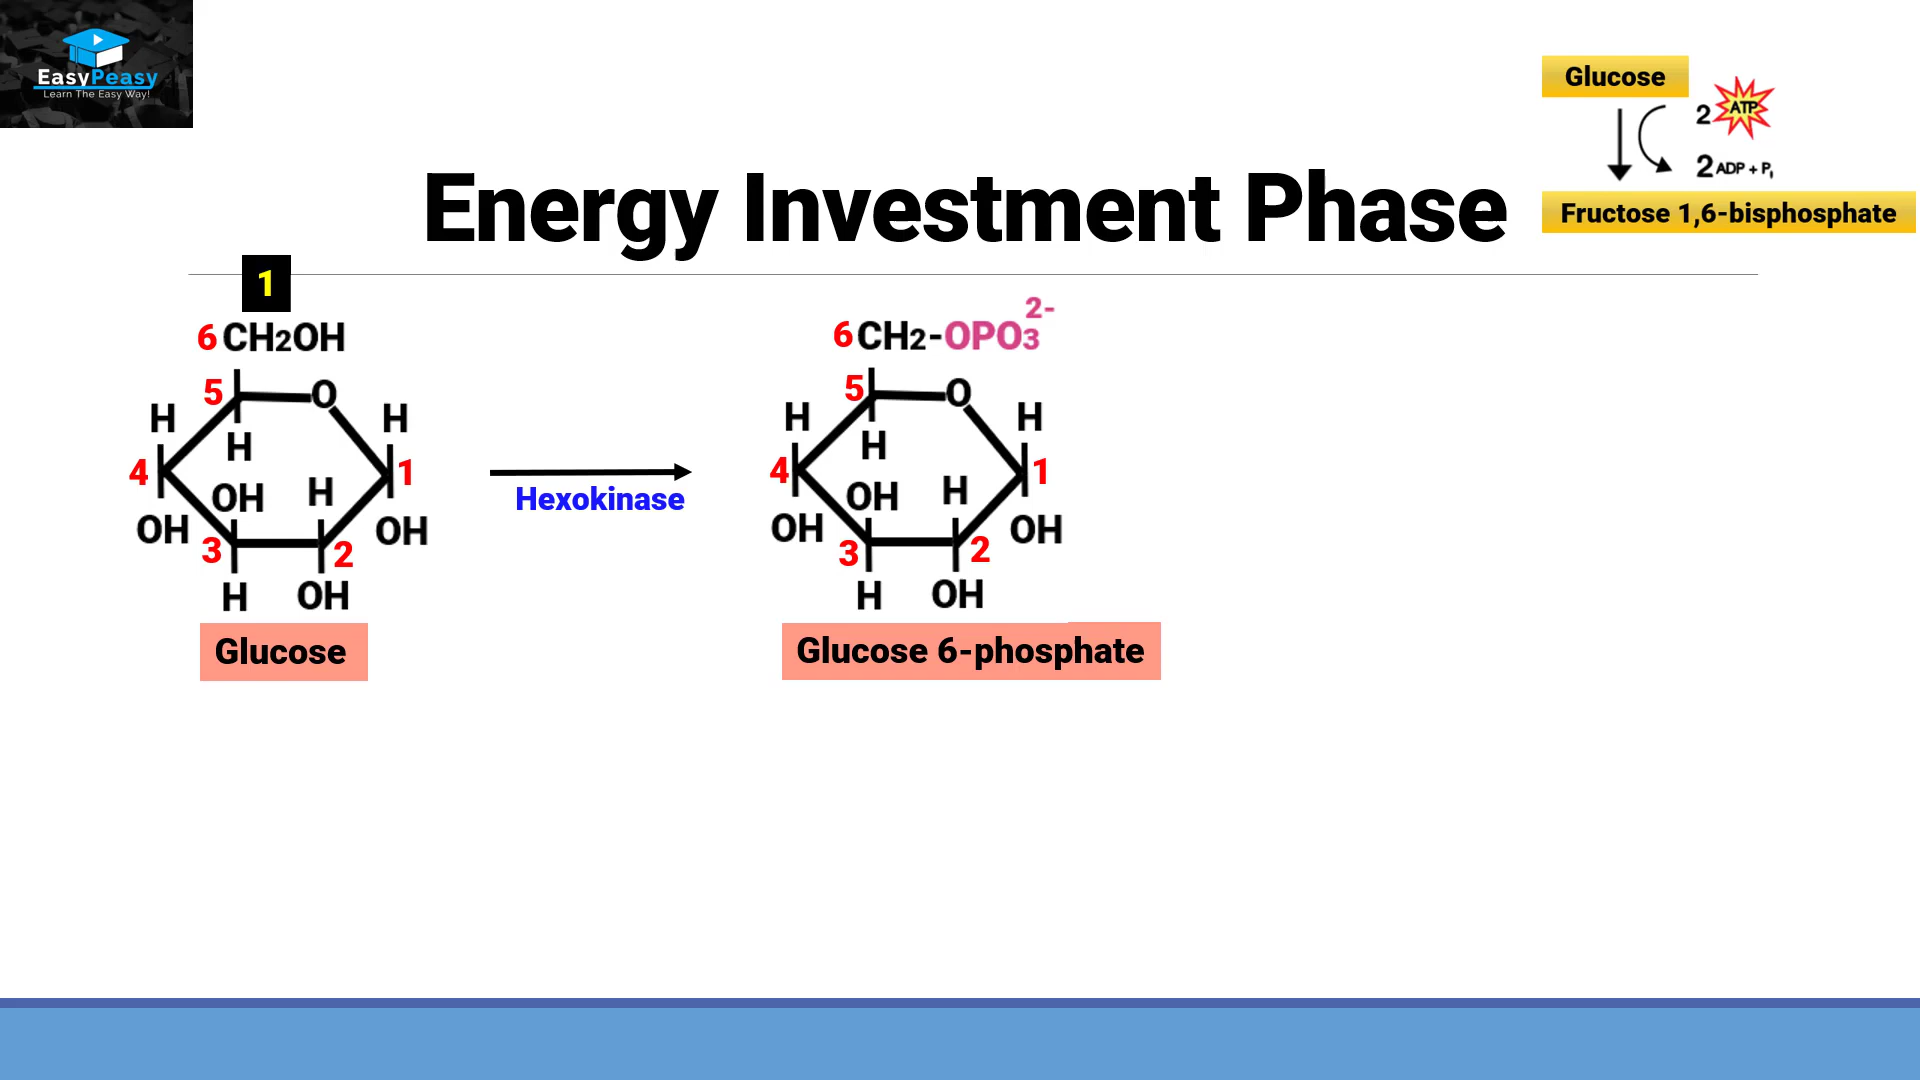 EasyPeasy
Learn The Easy Way!
Glucose
2 ATP
2 ADP + Pi
Fructose 1,6-bisphosphate
Energy Investment Phase
1
6 CH2OH
5
O
H
H
H
4
1
OH
H
OH
OH
3
2
H
OH
Glucose
Hexokinase
6 CH2-OPO3 2-
5
O
H
H
H
4
1
OH
H
OH
OH
3
2
H
OH
Glucose 6-phosphate